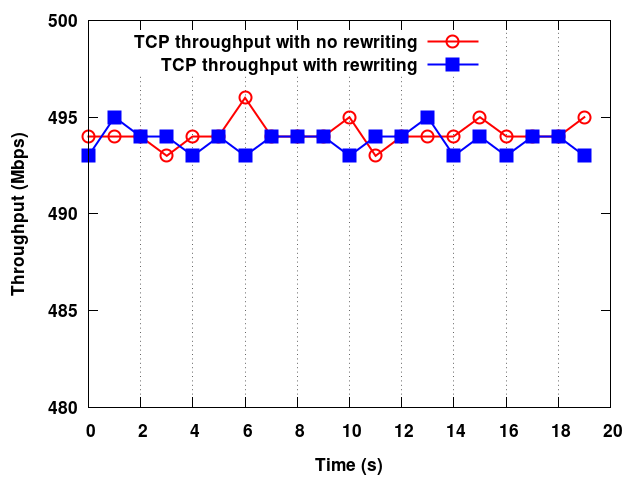 500
TCP throughput with no rewriting
TCP throughput with rewriting
495
490
485
480
Throughput (Mbps)
0 2 4 6 8 10 12 14 16 18 20
Time (s)